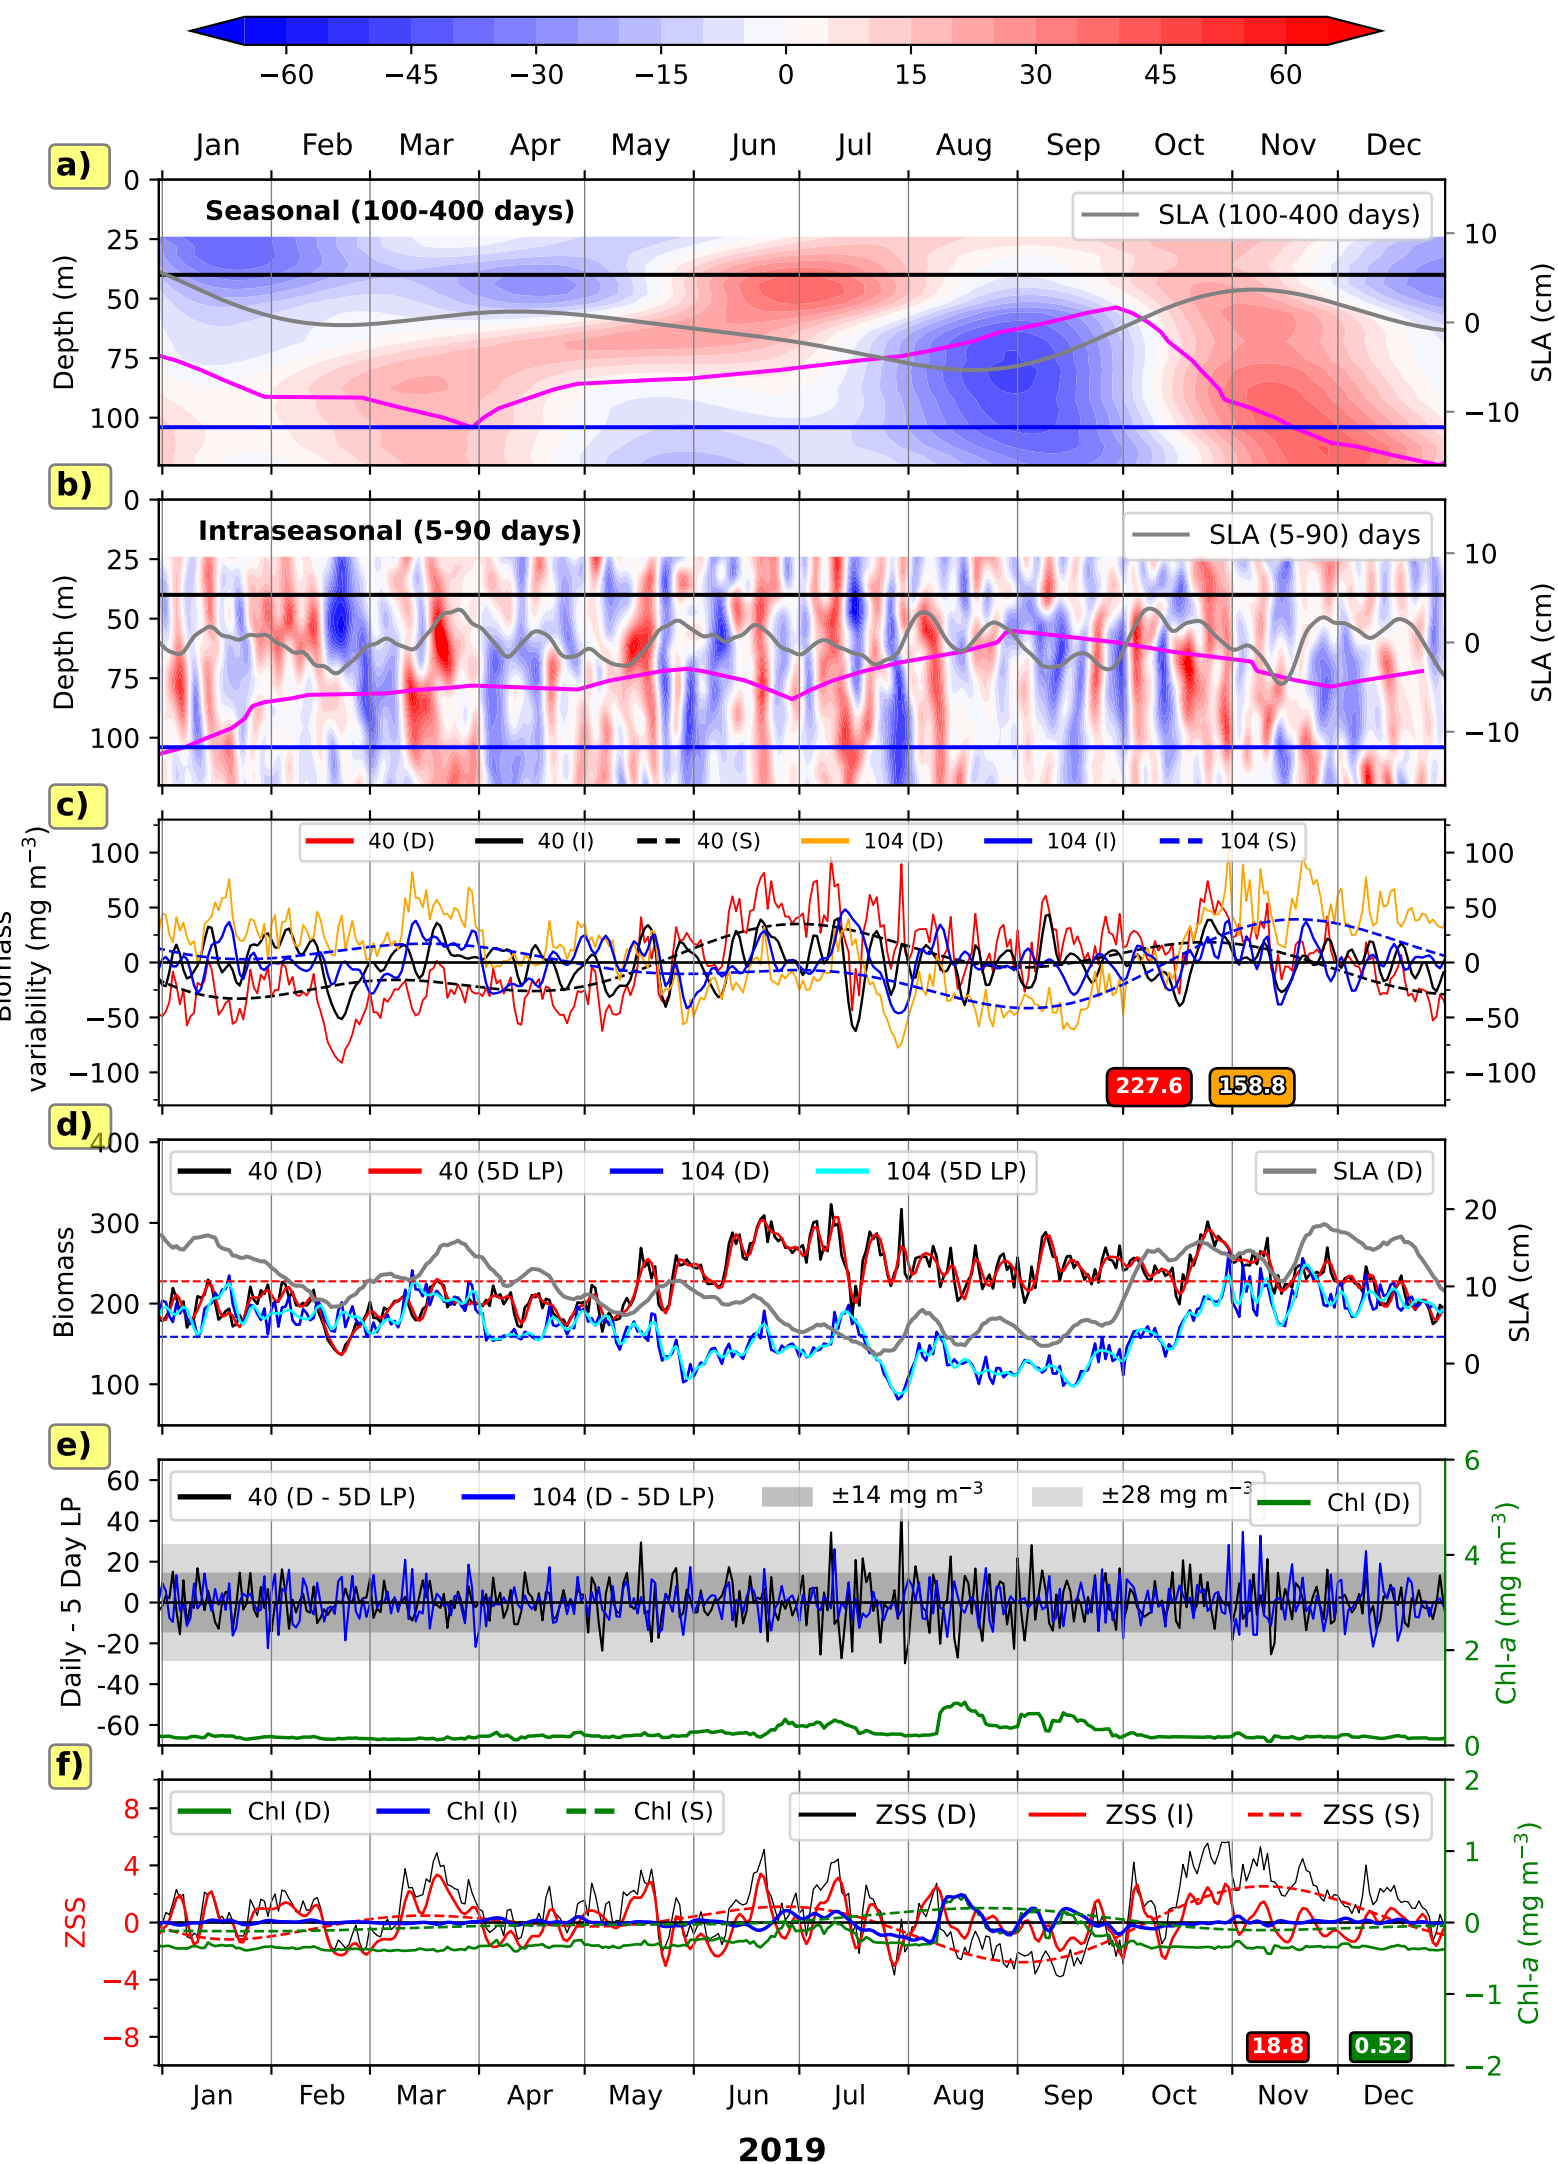 −60 −45 −30 −15 0 15 30 45 60
Jan Feb Mar Apr May Jun Jul Aug Sep Oct Nov Dec
a)
Seasonal (100-400 days)
SLA (100-400 days)
0
25
50
75
100
Depth (m)
10
0
−10
SLA (cm)
b)
Intraseasonal (5-90 days)
SLA (5-90) days
0
25
50
75
100
Depth (m)
10
0
−10
SLA (cm)
c)
40 (D) 40 (I) 40 (S) 104 (D) 104 (I) 104 (S)
100
50
0
−50
−100
Biomass
variability (mg m−3)
100
50
0
−50
−100
227.6 158.8
d)
40 (D) 40 (5D LP) 104 (D) 104 (5D LP) SLA (D)
400
300
200
100
Biomass
20
10
0
SLA (cm)
e)
40 (D - 5D LP) 104 (D - 5D LP) ±14 mg m−3 ±28 mg m−3 Chl (D)
60
40
20
0
-20
-40
-60
Daily - 5 Day LP
6
4
2
0
Chl-a (mg m−3)
f)
Chl (D) Chl (I) Chl (S) ZSS (D) ZSS (I) ZSS (S)
8
4
0
−4
−8
ZSS
2
1
0
−1
−2
Chl-a (mg m−3)
18.8 0.52
Jan Feb Mar Apr May Jun Jul Aug Sep Oct Nov Dec
2019